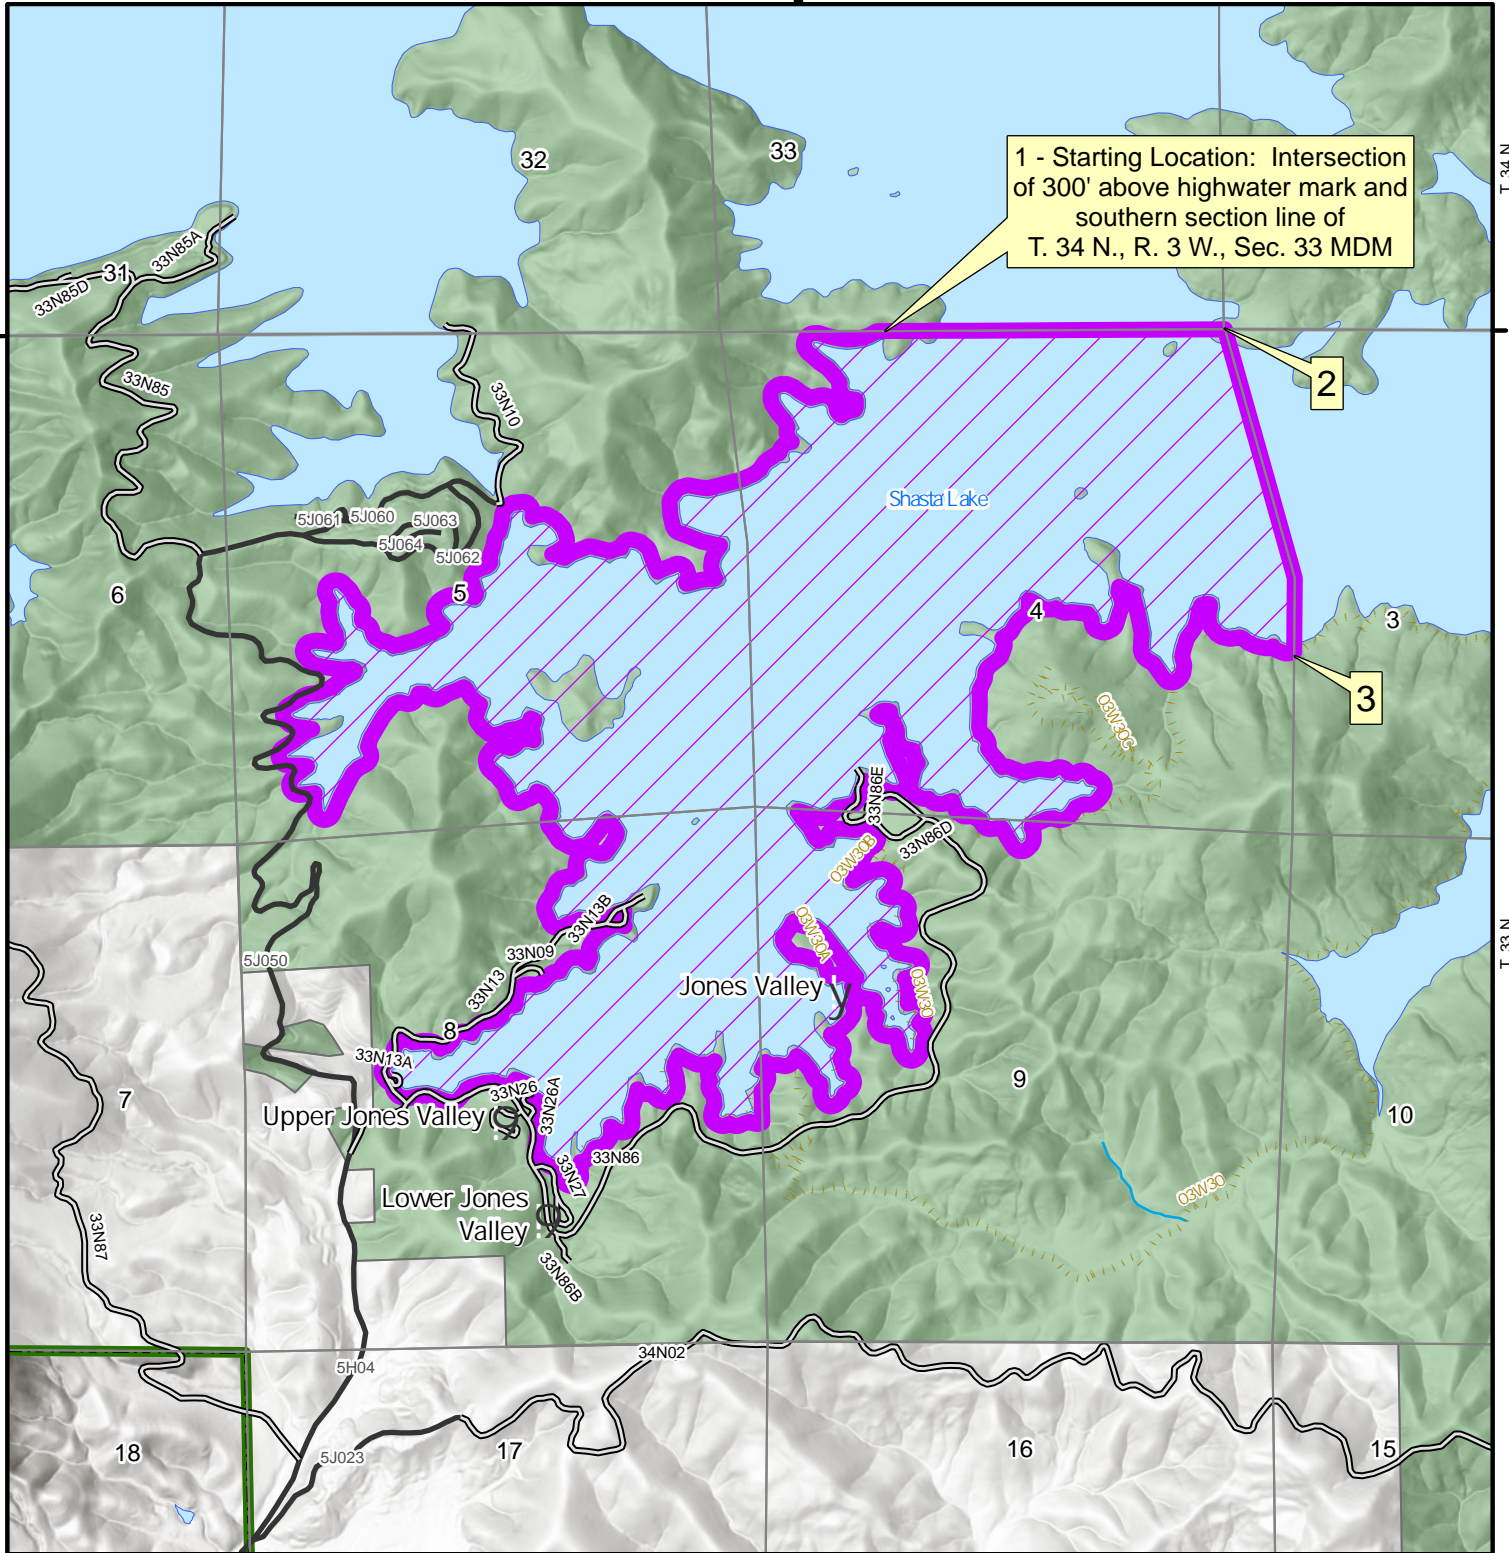 32
33
T 34 N
1 - Starting Location: Intersection
of 300' above highwater mark and
southern section line of
T. 34 N., R. 3 W., Sec. 33 MDM
33N85A
31
33N85D
33N85
33N10
2
Shasta Lake
5J061
5J060
5J063
5J064
5J062
6
5
4
3
3
03W30C
33N86E
33N86D
03W30B
33N13B
03W30A
T 33 N
5J050
33N09
33N13
Jones Valley
03W30
8
33N13A
9
7
33N26
33N26A
Upper Jones Valley
10
33N86
33N27
03W30
Lower Jones
Valley
33N87
33N86B
34N02
5H04
18
5J023
17
16
15